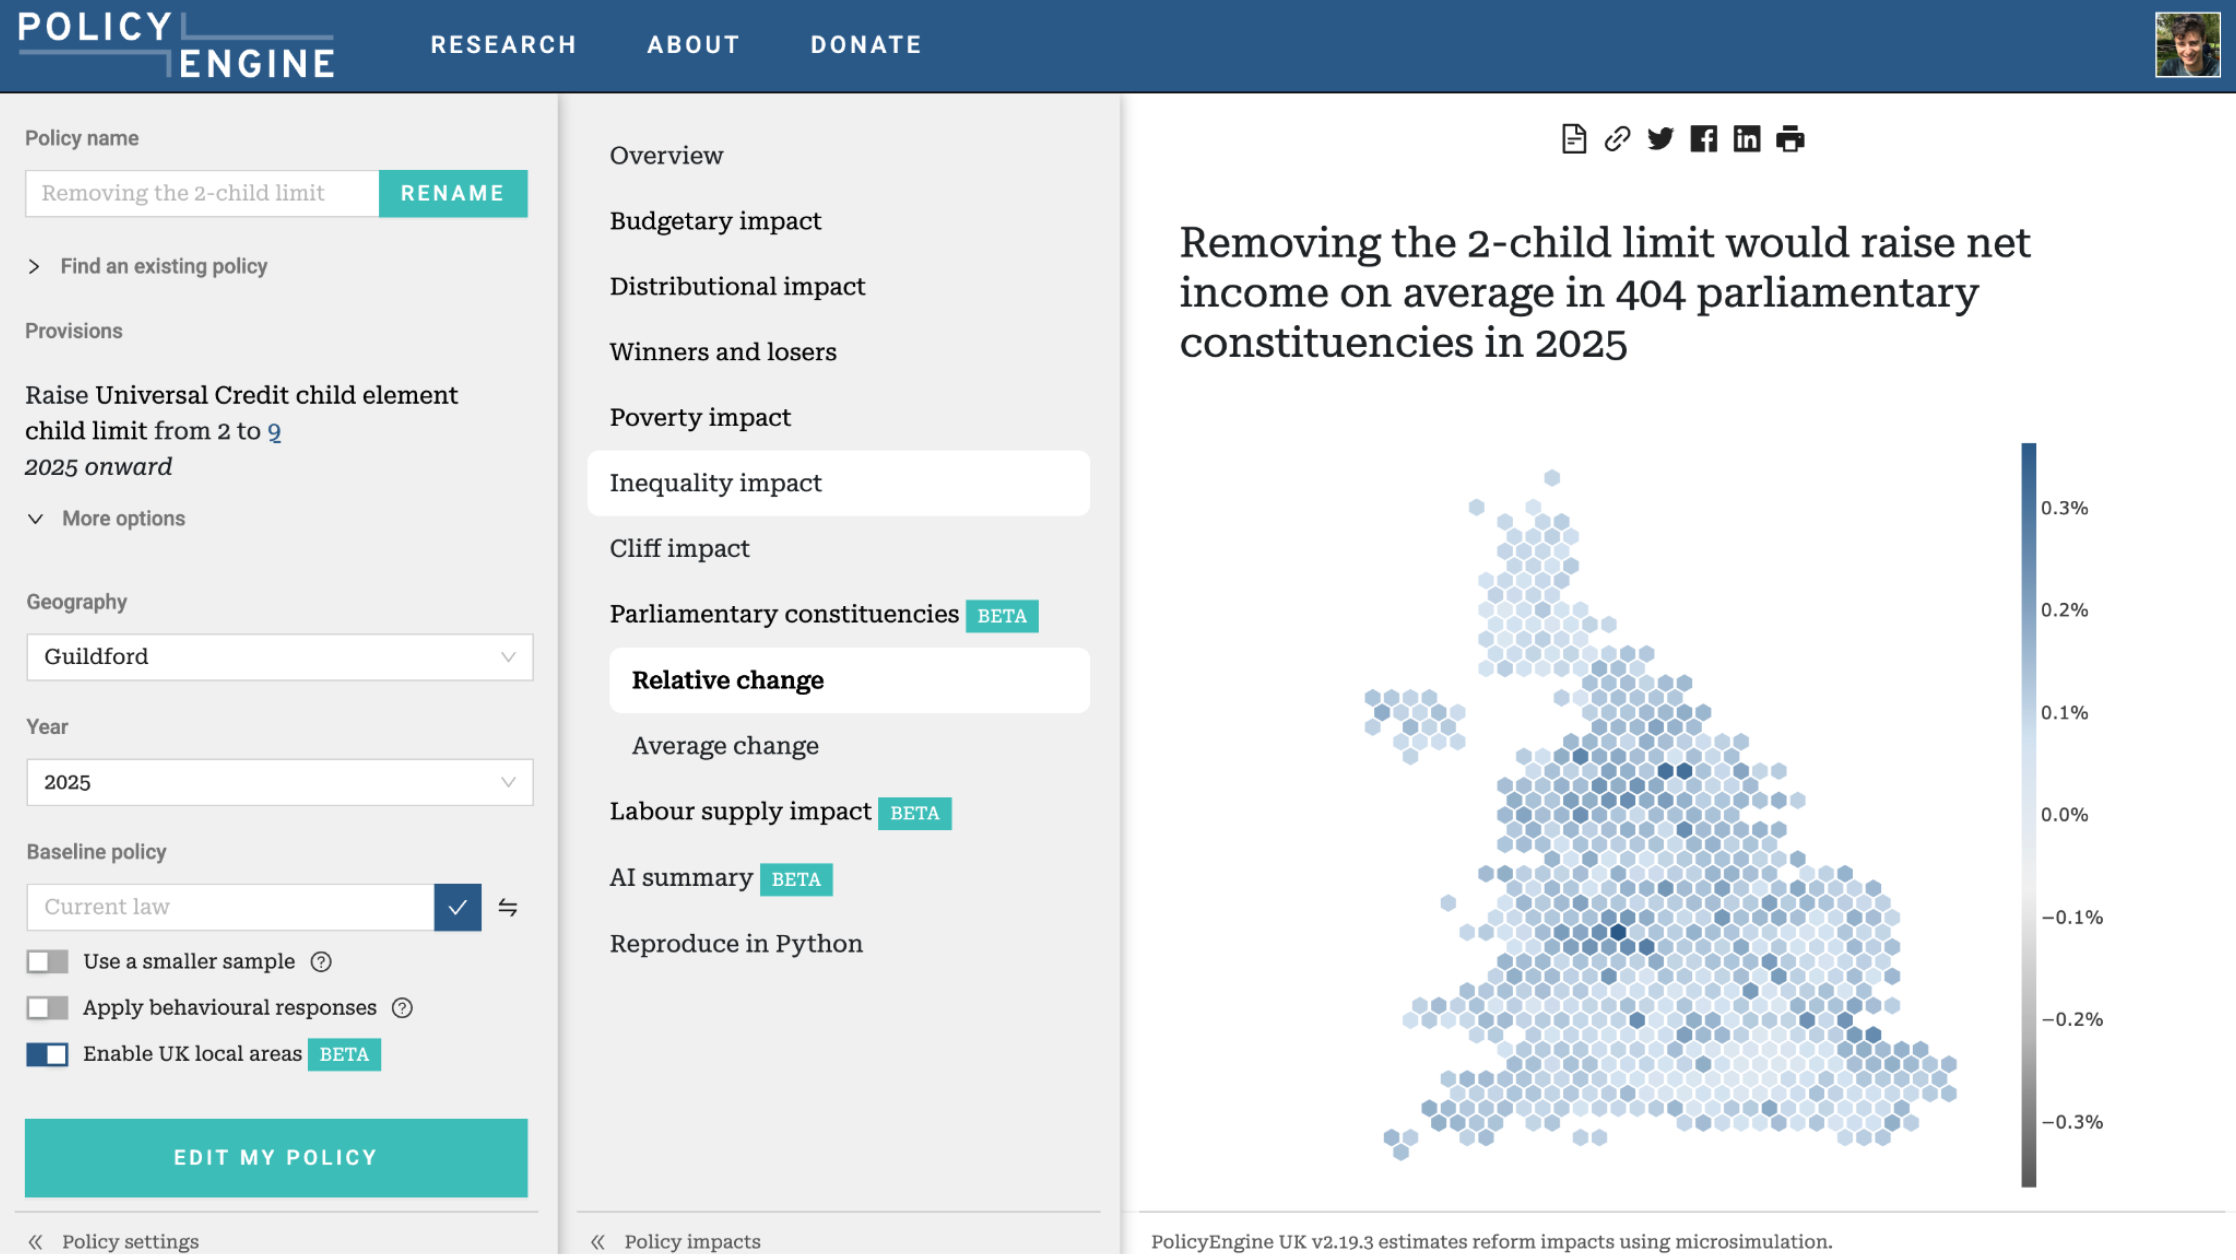 POLICY
ENGINE
RESEARCH
ABOUT
DONATE
Policy name
Removing the 2-child limit
RENAME
Find an existing policy
Provisions
Raise Universal Credit child element
child limit from 2 to 9
2025 onward
More options
Geography
Guildford
Year
2025
Baseline policy
Current law
Use a smaller sample
Apply behavioural responses
Enable UK local areas BETA
EDIT MY POLICY
Policy settings
Overview
Budgetary impact
Distributional impact
Winners and losers
Poverty impact
Inequality impact
Cliff impact
Parliamentary constituencies BETA
Relative change
Average change
Labour supply impact BETA
AI summary BETA
Reproduce in Python
Policy impacts
Removing the 2-child limit would raise net
income on average in 404 parliamentary
constituencies in 2025
0.3%
0.2%
0.1%
0.0%
−0.1%
−0.2%
−0.3%
PolicyEngine UK v2.19.3 estimates reform impacts using microsimulation.